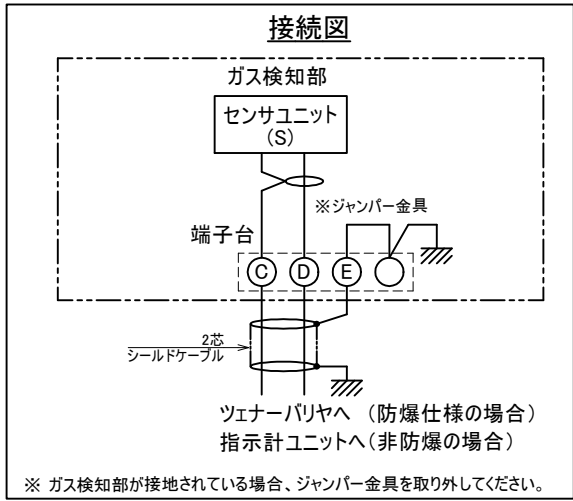 接続図
ガス検知部
センサユニット
(S)
※ジャンパー金具
端子台
C D E
2芯
シールドケーブル
ツェナーバリヤへ (防爆仕様の場合)
指示計ユニットへ(非防爆の場合)
※ ガス検知部が接地されている場合、ジャンパー金具を取り外してください。